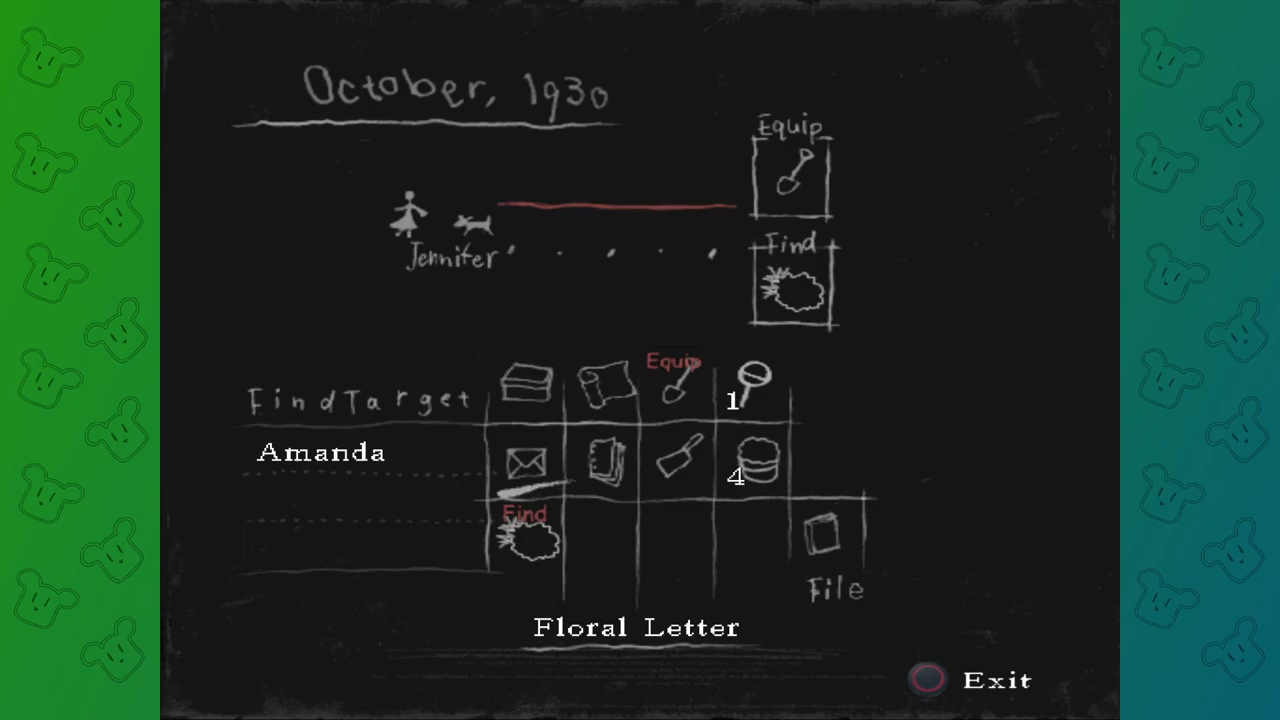 October, 1930
Equip
Jennifer
Find
Equip
FindTarget
1
Amanda
4
Find
File
Floral Letter
Exit